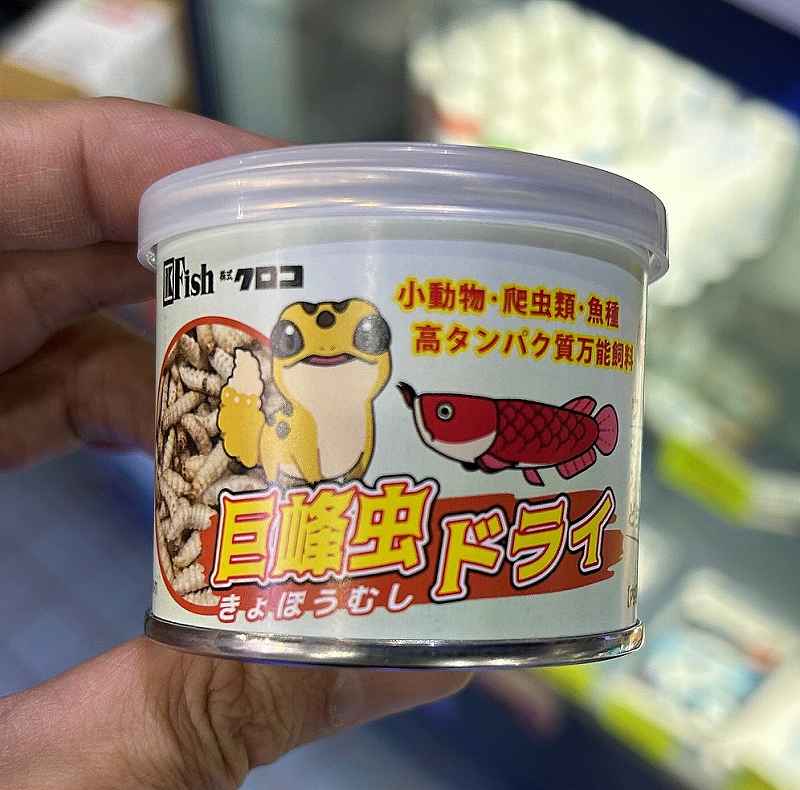 KFish 株式 クロコ
小動物・爬虫類・魚種
高タンパク質万能飼料
巨蜂虫ドライ
きょほうむし